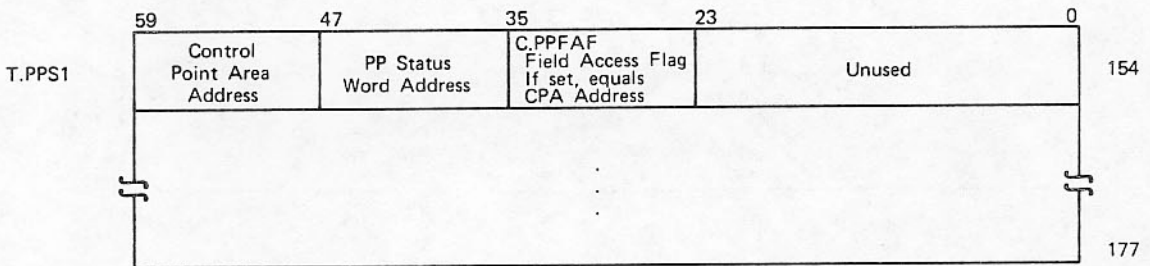 59 47 35 23 0
T.PPS1
Control
Point Area
Address
PP Status
Word Address
C.PPFAF
Field Access Flag
If set, equals
CPA Address
Unused
154
177